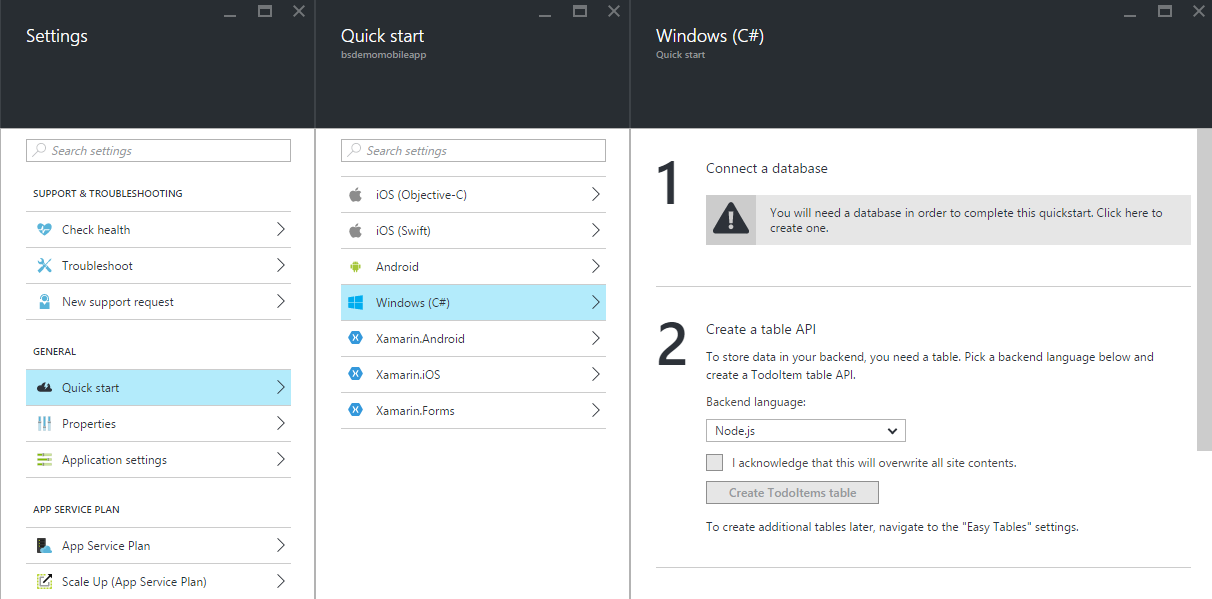 Settings
Search settings
SUPPORT & TROUBLESHOOTING
Check health
Troubleshoot
New support request
GENERAL
Quick start
Properties
Application settings
APP SERVICE PLAN
App Service Plan
Scale Up (App Service Plan)
Quick start
bsdemomobileapp
Search settings
iOS (Objective-C)
iOS (Swift)
Android
Windows (C#)
Xamarin.Android
Xamarin.iOS
Xamarin.Forms
Windows (C#)
Quick start
1
Connect a database
You will need a database in order to complete this quickstart. Click here to
create one.
2
Create a table API
To store data in your backend, you need a table. Pick a backend language below and
create a TodoItem table API.
Backend language:
Node.js
I acknowledge that this will overwrite all site contents.
Create TodoItems table
To create additional tables later, navigate to the "Easy Tables" settings.